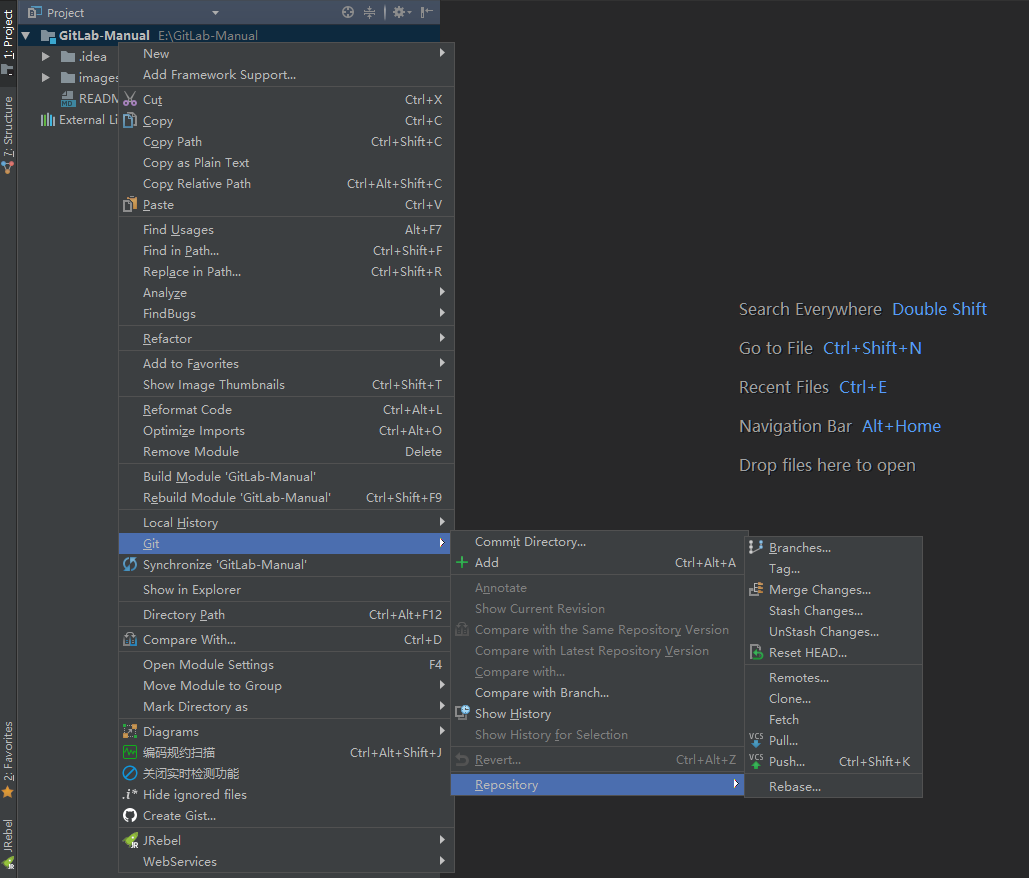 Project
1: Project
GitLab-Manual E:\GitLab-Manual
.idea
images
READM
External Li
7: Structure
2: Favorites
JRebel
New
Add Framework Support...
Cut Ctrl+X
Copy Ctrl+C
Copy Path Ctrl+Shift+C
Copy as Plain Text
Copy Relative Path Ctrl+Alt+Shift+C
Paste Ctrl+V
Find Usages Alt+F7
Find in Path... Ctrl+Shift+F
Replace in Path... Ctrl+Shift+R
Analyze
FindBugs
Refactor
Add to Favorites
Show Image Thumbnails Ctrl+Shift+T
Reformat Code Ctrl+Alt+L
Optimize Imports Ctrl+Alt+O
Remove Module Delete
Build Module 'GitLab-Manual'
Rebuild Module 'GitLab-Manual' Ctrl+Shift+F9
Local History
Git
Synchronize 'GitLab-Manual'
Show in Explorer
Directory Path Ctrl+Alt+F12
Compare With... Ctrl+D
Open Module Settings F4
Move Module to Group
Mark Directory as
Diagrams
编码规约扫描 Ctrl+Alt+Shift+J
关闭实时检测功能
.i* Hide ignored files
Create Gist...
JRebel
WebServices
Commit Directory...
Add Ctrl+Alt+A
Annotate
Show Current Revision
Compare with the Same Repository Version
Compare with Latest Repository Version
Compare with...
Compare with Branch...
Show History
Show History for Selection
Revert... Ctrl+Alt+Z
Repository
Branches...
Tag...
Merge Changes...
Stash Changes...
UnStash Changes...
Reset HEAD...
Remotes...
Clone...
Fetch
VCS Pull...
VCS Push... Ctrl+Shift+K
Rebase...
Search Everywhere Double Shift
Go to File Ctrl+Shift+N
Recent Files Ctrl+E
Navigation Bar Alt+Home
Drop files here to open